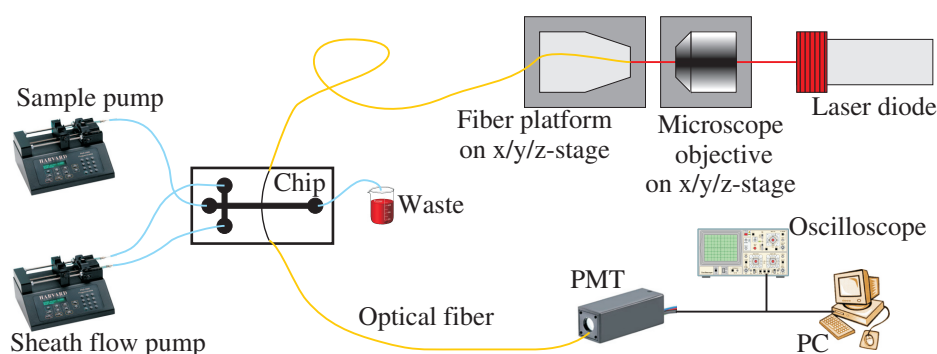 Sample pump
HARVARD
Chip
Waste
Fiber platform
on x/y/z-stage
Microscope
objective
on x/y/z-stage
Laser diode
Oscilloscope
PMT
Optical fiber
PC
HARVARD
Sheath flow pump